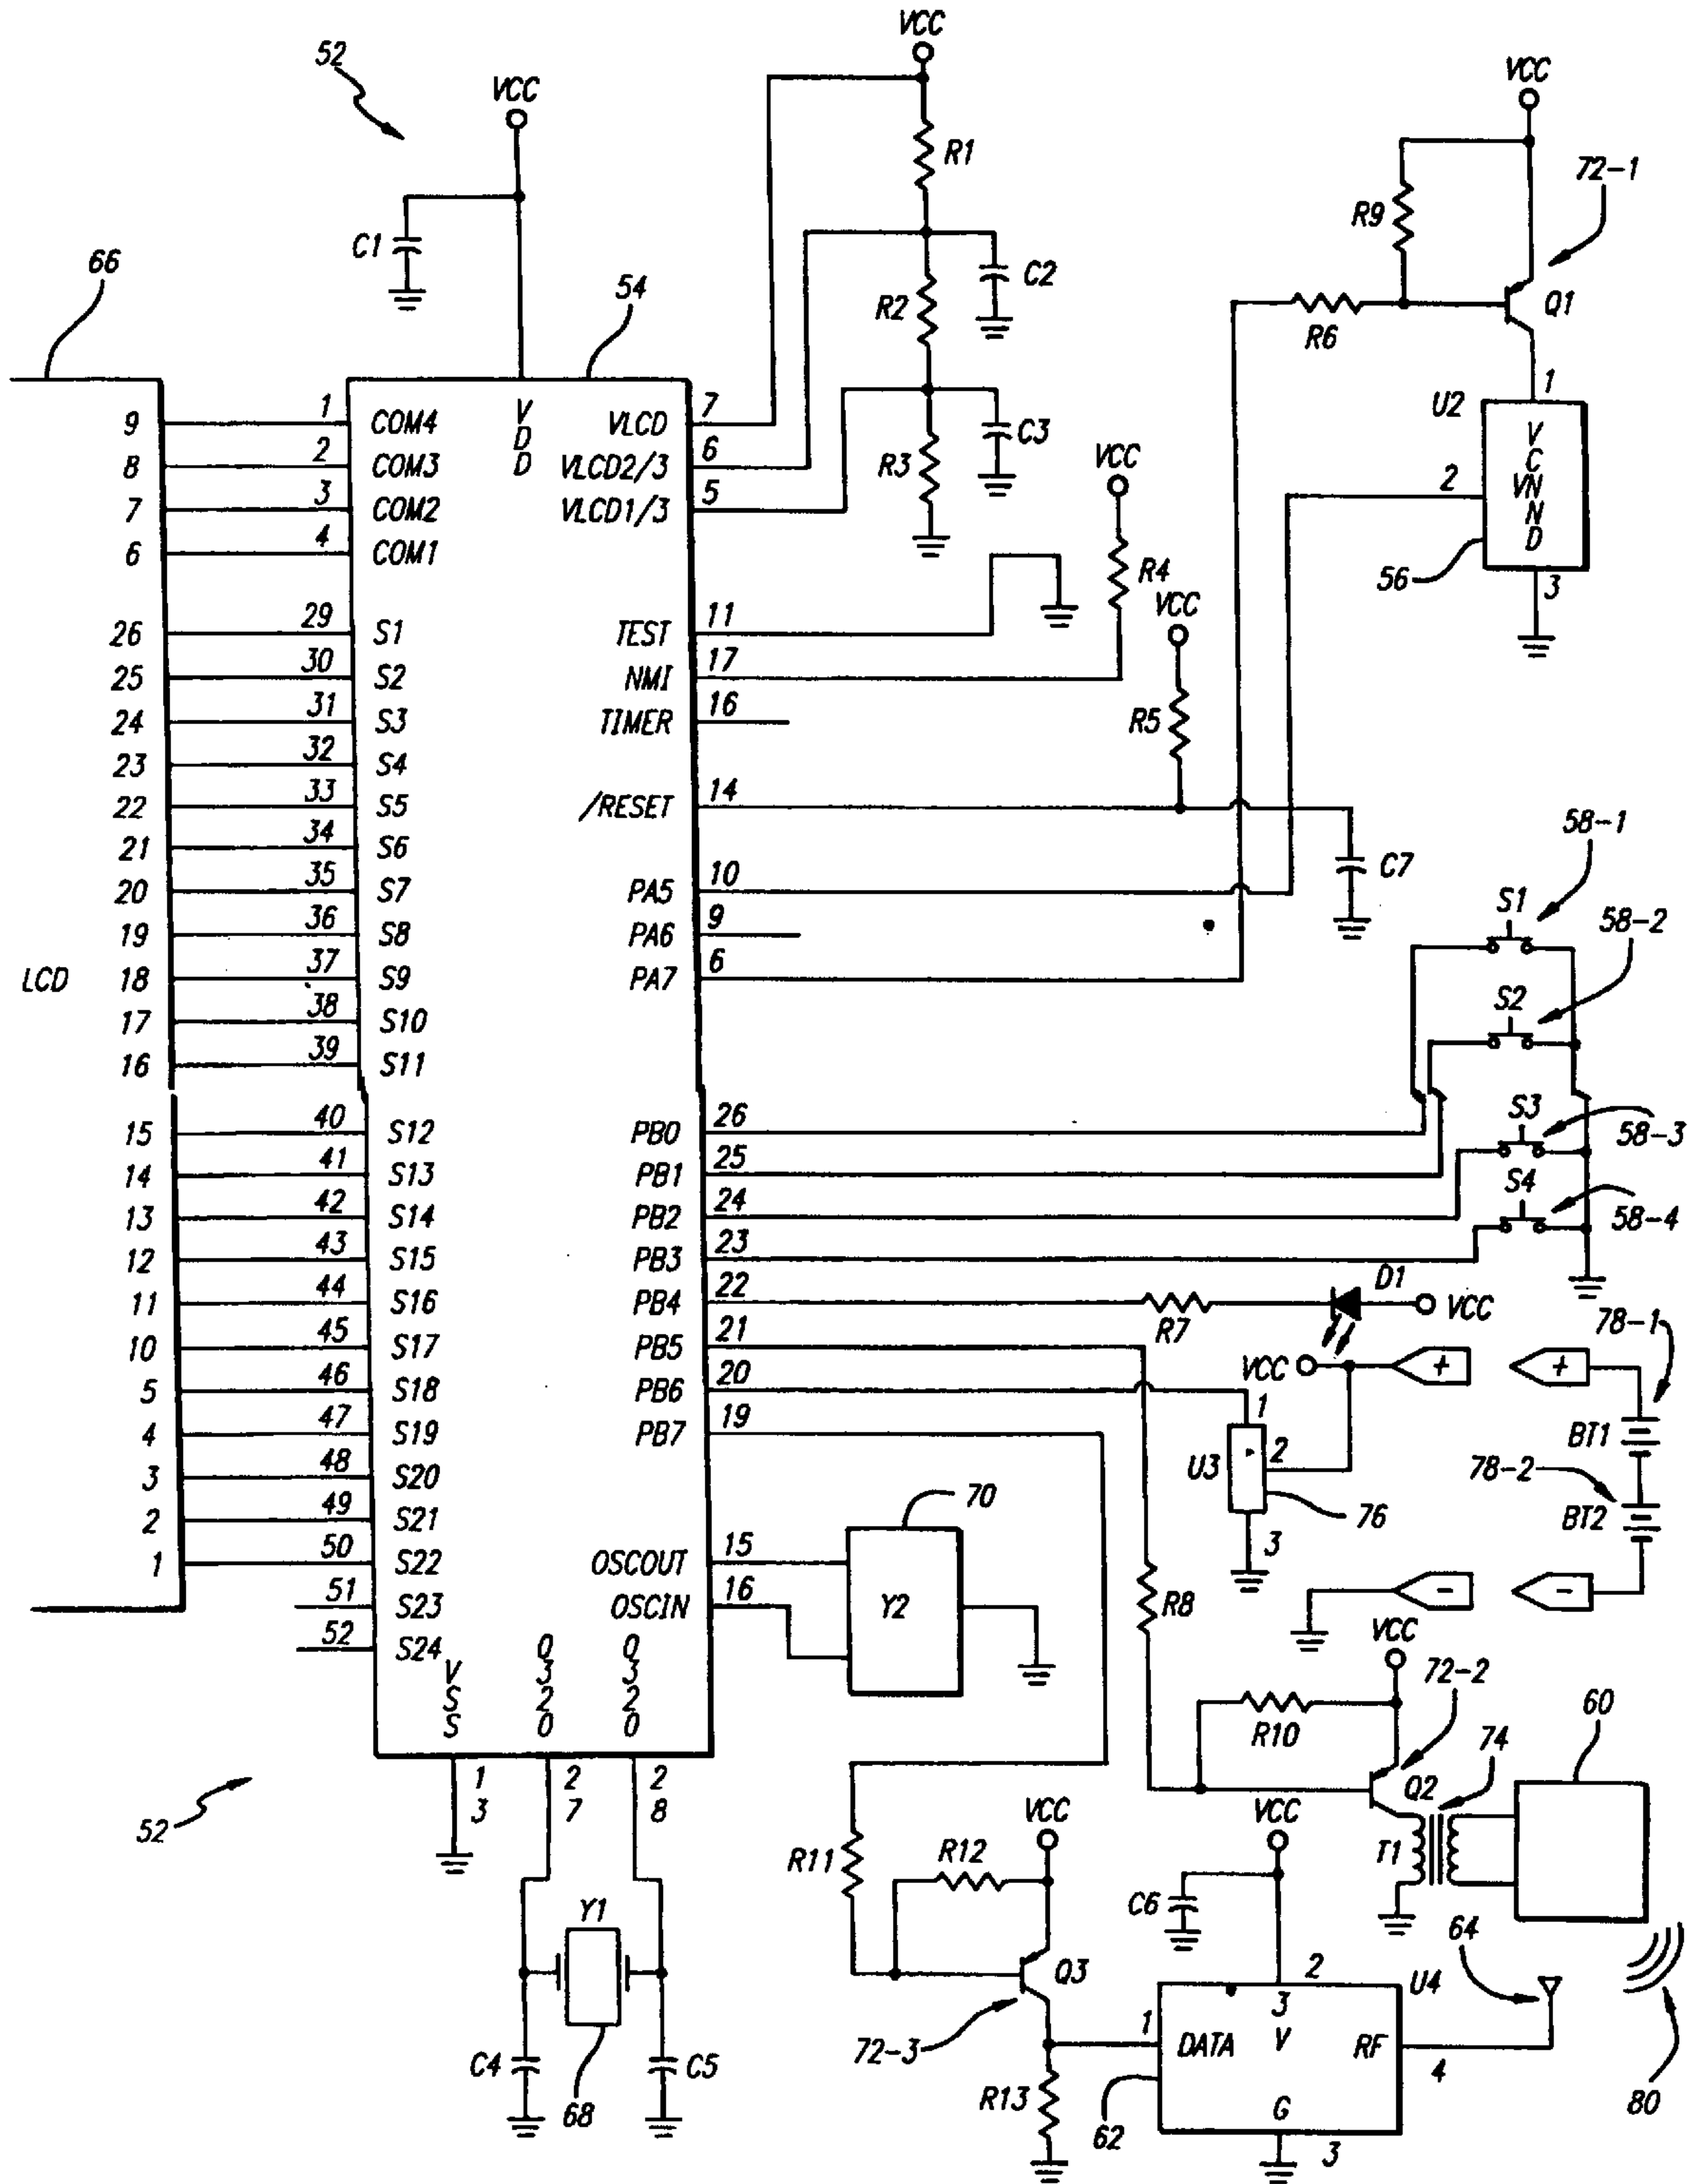 VCC
52
VCC
VCC
R1
72-1
R9
C1
66
54
C2
R2
Q1
R6
1
9 1 COM4 V D D VLCD 7
U2
8 2 COM3 VLCD2/3 6
R3 C3
VCC
V C VN N D
2
7 3 COM2 VLCD1/3 5
6 4 COM1
R4
56
3
VCC
26 29 S1 TEST 11
25 30 S2 NMI 17
24 31 S3 TIMER 16
R5
23 32 S4
22 33 S5 /RESET 14
58-1
21 34 S6
C7
20 35 S7 PA5 10
S1
58-2
19 36 S8 PA6 9
LCD 18 37 S9 PA7 6
S2
17 38 S10
16 39 S11
S3
58-3
15 40 S12 PB0 26
14 41 S13 PB1 25
S4
58-4
13 42 S14 PB2 24
12 43 S15 PB3 23
D1
11 44 S16 PB4 22
R7
VCC
78-1
10 45 S17 PB5 21
VCC + +
5 46 S18 PB6 20
1
4 47 S19 PB7 19
BT1
U3 2
78-2
3 48 S20
70
76
BT2
2 49 S21
3
1 50 S22 OSCOUT 15
- -
51 S23 OSCIN 16
Y2
R8
VCC
52 S24
V S S
Q 3 2 0
Q 3 2 0
72-2
60
R10
74
1 3
2 7
2 8
Q2
52
VCC
VCC
R11
R12
T1
C6
Y1
64
Q3
2
U4
72-3
1
DATA
3 V
RF
4
80
C4
C5
68
R13
62
G
3